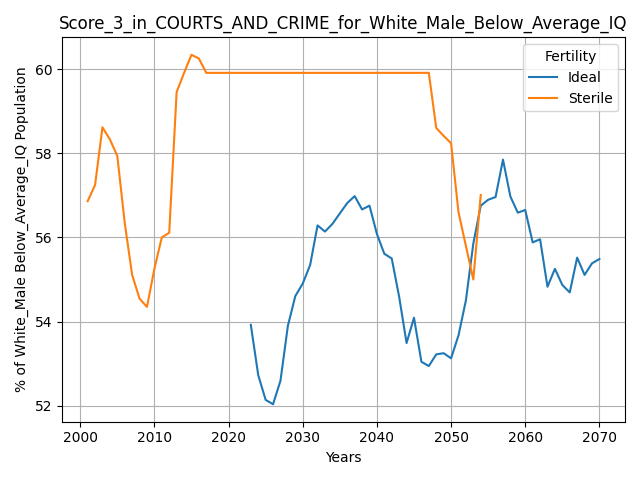 Score_3_in_COURTS_AND_CRIME_for_White_Male_Below_Average_IQ
% of White_Male Below_Average_IQ Population
60
58
56
54
52
Fertility
Ideal
Sterile
2000 2010 2020 2030 2040 2050 2060 2070
Years